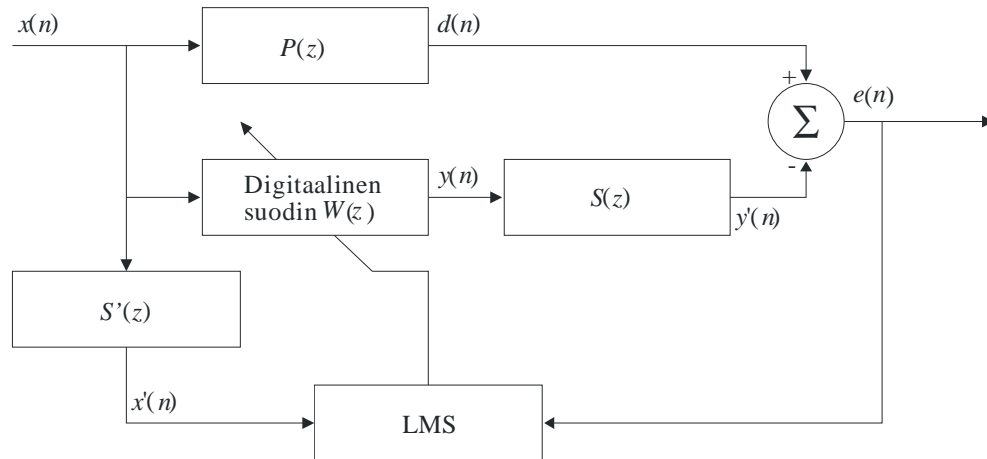 x(n)
P(z)
d(n)
+
Σ
e(n)
-
Digitaalinen
suodin W(z)
y(n)
S(z)
y'(n)
S’(z)
x'(n)
LMS